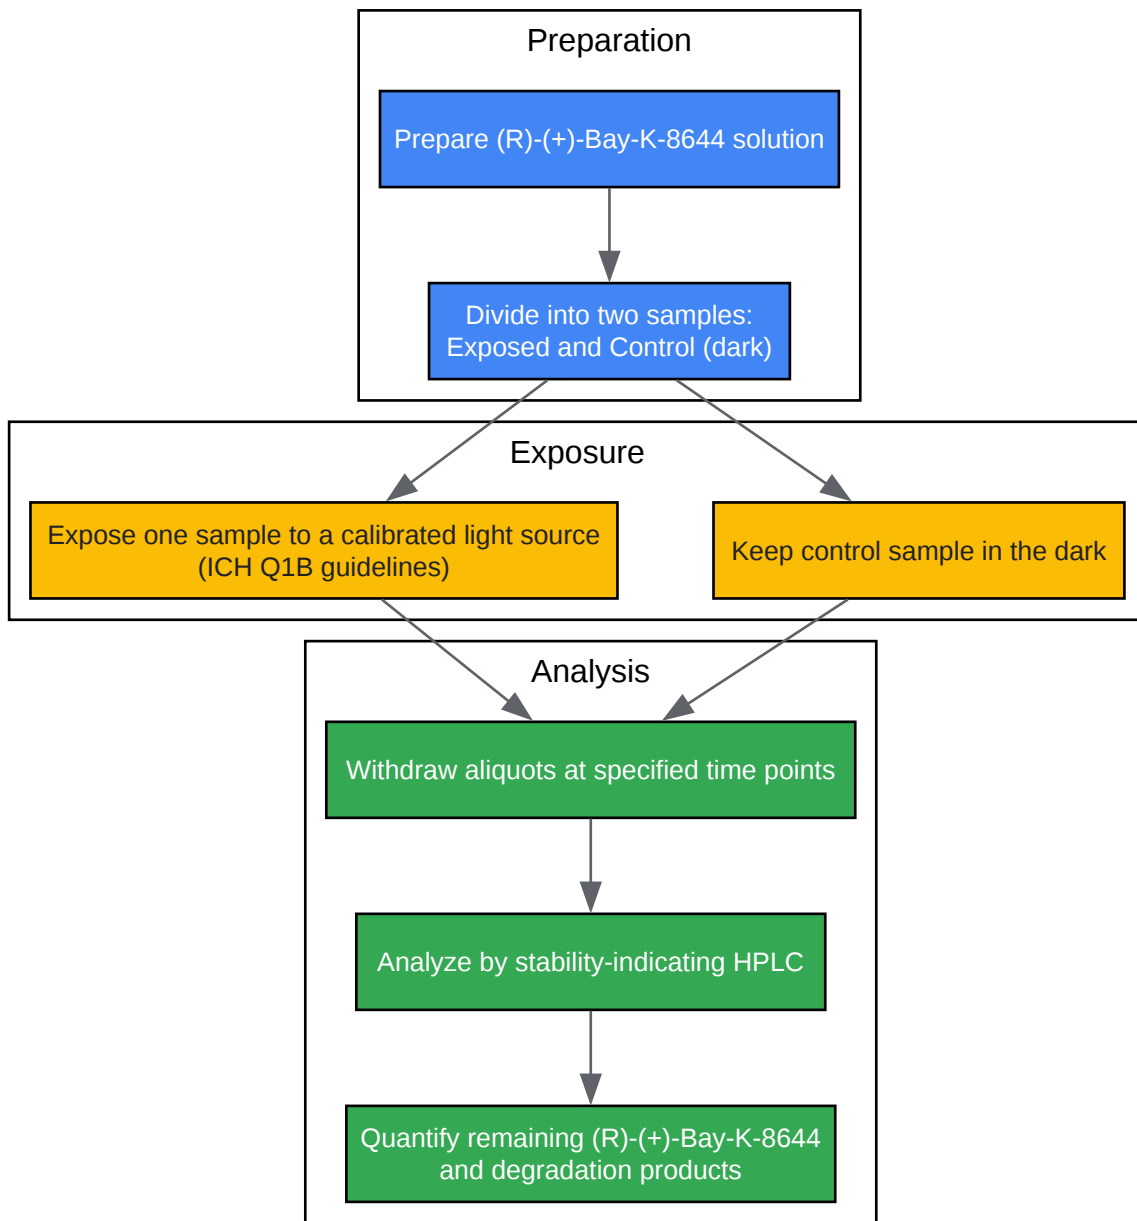 Preparation
Prepare (R)-(+)-Bay-K-8644 solution
Divide into two samples:
Exposed and Control (dark)
Exposure
Expose one sample to a calibrated light source
(ICH Q1B guidelines)
Keep control sample in the dark
Analysis
Withdraw aliquots at specified time points
Analyze by stability-indicating HPLC
Quantify remaining (R)-(+)-Bay-K-8644
and degradation products